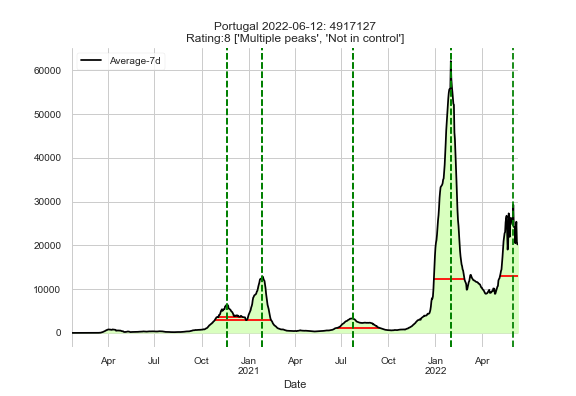 Portugal 2022-06-12: 4917127
Rating:8 ['Multiple peaks', 'Not in control']
Average-7d
60000
50000
40000
30000
20000
10000
0
Apr Jul Oct Jan Apr Jul Oct Jan Apr
2021 2022
Date